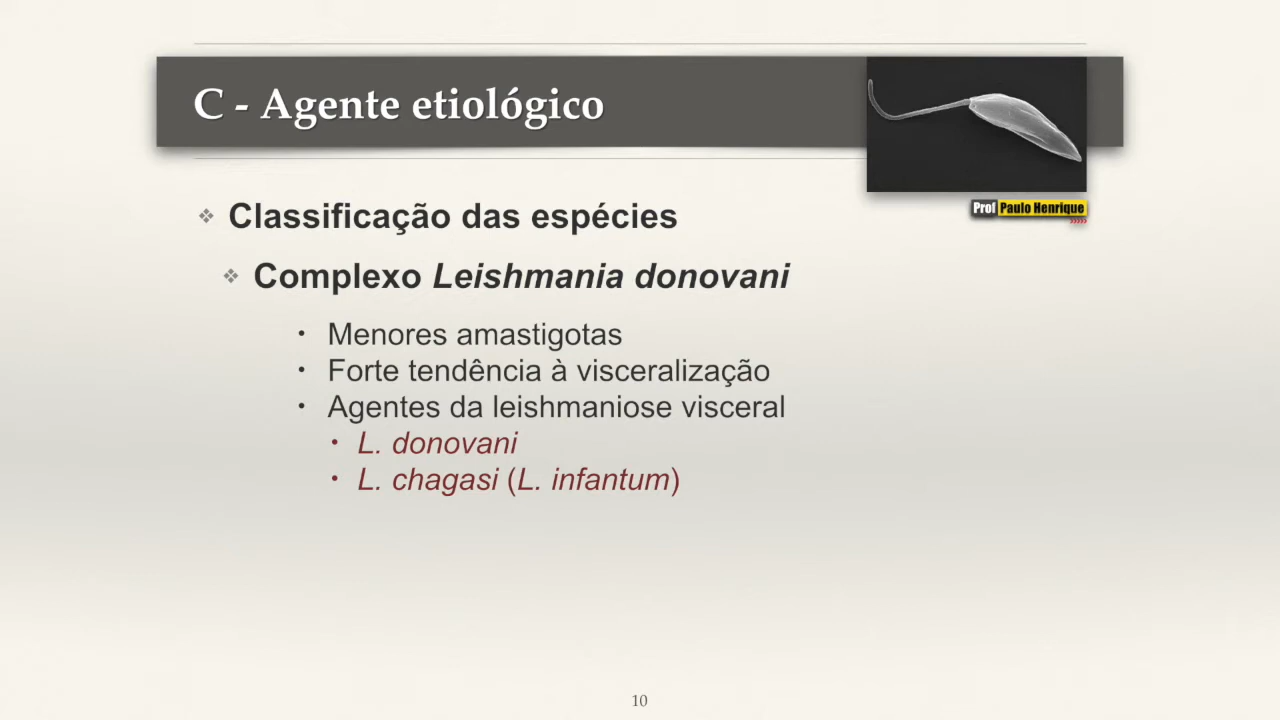 C - Agente etiológico
Prof Paulo Henrique
❖ Classificação das espécies
❖ Complexo Leishmania donovani
• Menores amastigotas
• Forte tendência à visceralização
• Agentes da leishmaniose visceral
• L. donovani
• L. chagasi (L. infantum)
10